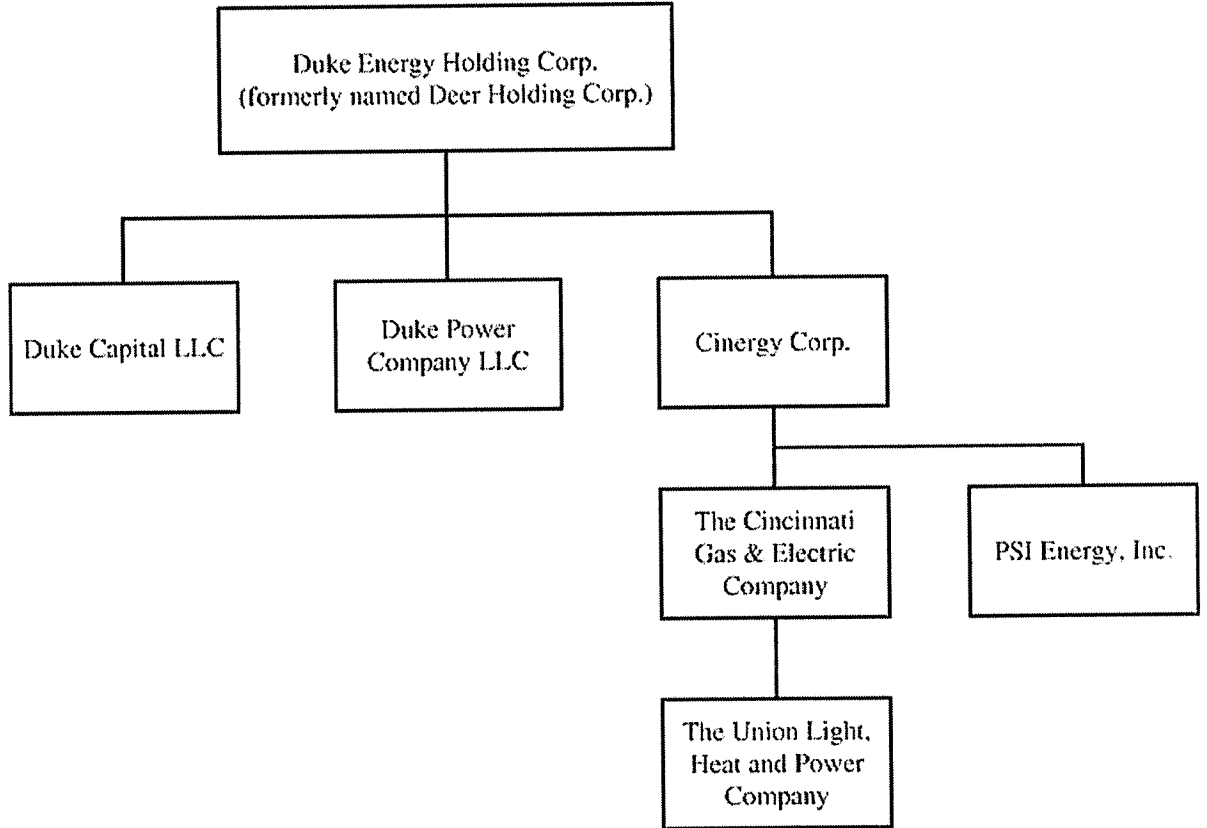 Duke Energy Holding Corp.
(formerly named Deer Holding Corp.)
Duke Capital LLC
Duke Power
Company LLC
Cinergy Corp.
The Cincinnati
Gas & Electric
Company
PSI Energy, Inc.
The Union Light,
Heat and Power
Company